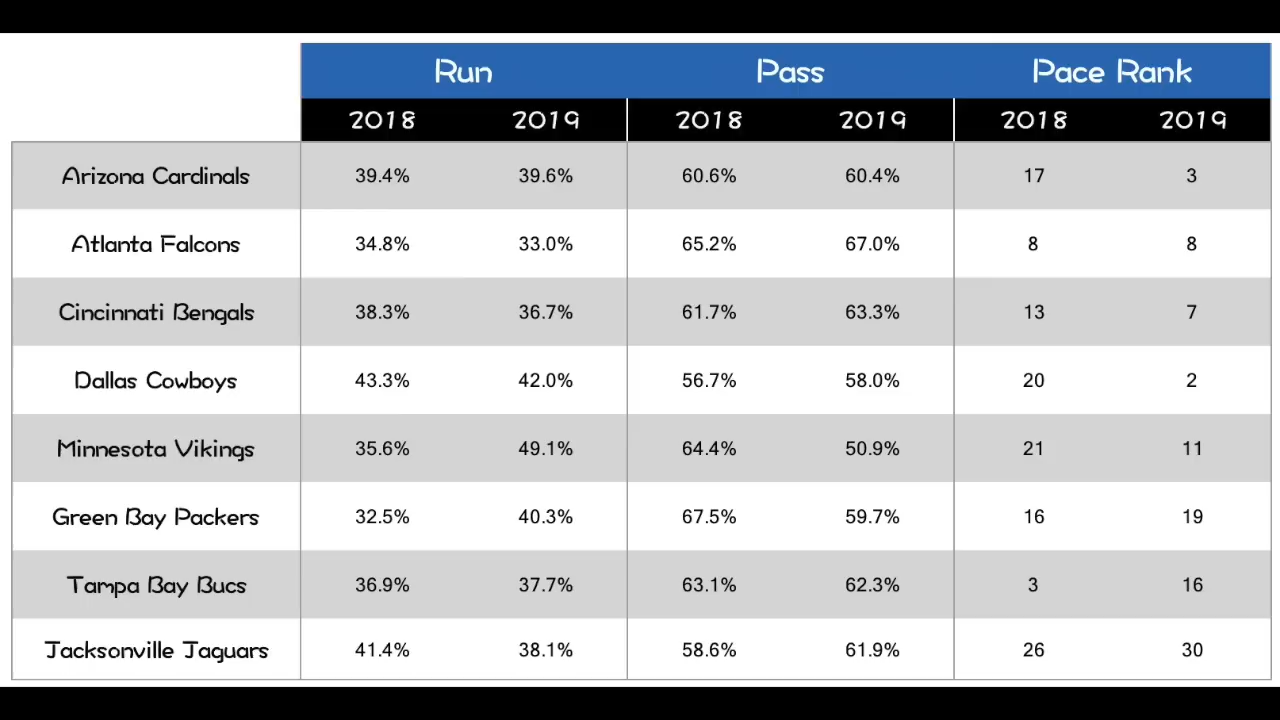 Run Pass Pace Rank
2018 2019 2018 2019 2018 2019
Arizona Cardinals 39.4% 39.6% 60.6% 60.4% 17 3
Atlanta Falcons 34.8% 33.0% 65.2% 67.0% 8 8
Cincinnati Bengals 38.3% 36.7% 61.7% 63.3% 13 7
Dallas Cowboys 43.3% 42.0% 56.7% 58.0% 20 2
Minnesota Vikings 35.6% 49.1% 64.4% 50.9% 21 11
Green Bay Packers 32.5% 40.3% 67.5% 59.7% 16 19
Tampa Bay Bucs 36.9% 37.7% 63.1% 62.3% 3 16
Jacksonville Jaguars 41.4% 38.1% 58.6% 61.9% 26 30